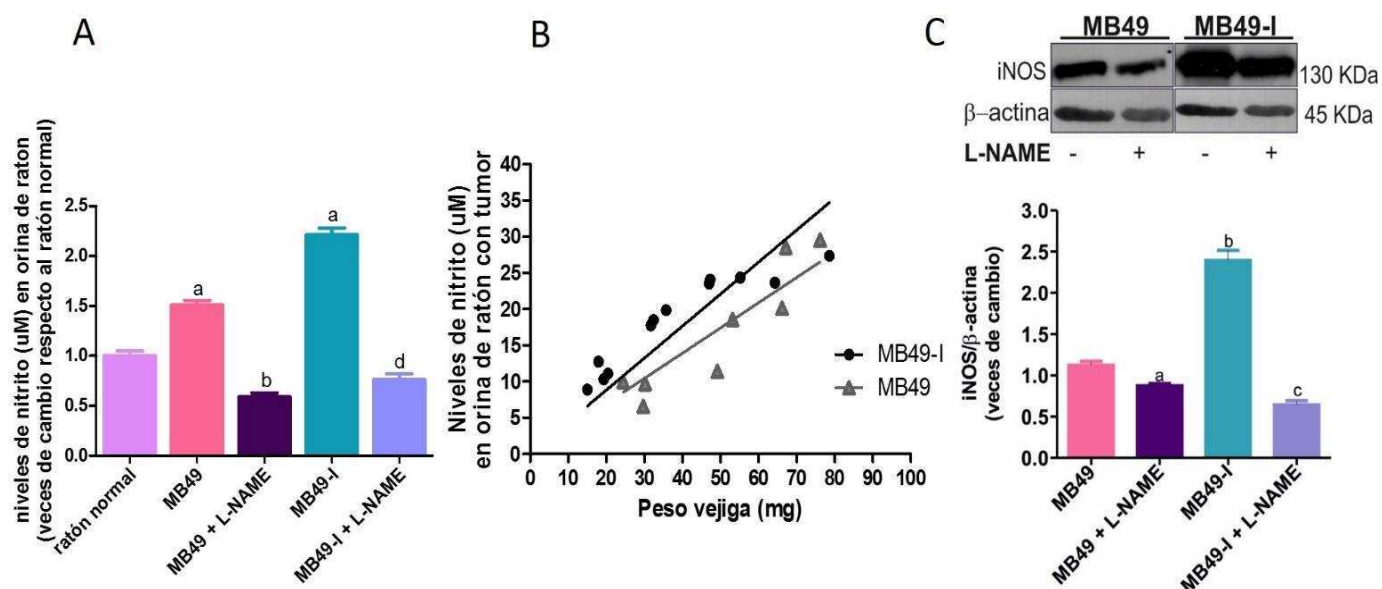 A
niveles de nitrito (uM) en orina de raton
(veces de cambio respecto al ratón normal)
2.5
2.0
1.5
1.0
0.5
0.0
a
b
a
d
ratón normal
MB49
MB49 + L-NAME
MB49-I
MB49-I + L-NAME
B
Niveles de nitrito (uM)
en orina de ratón con tumor
40
35
30
25
20
15
10
5
0
0 10 20 30 40 50 60 70 80 90 100
Peso vejiga (mg)
MB49-I
MB49
C
MB49 MB49-I
iNOS 130 KDa
β–actina 45 KDa
L-NAME - + - +
iNOS/β-actina
(veces de cambio)
3.0
2.5
2.0
1.5
1.0
0.5
0.0
a
b
c
MB49
MB49 + L-NAME
MB49-I
MB49-I + L-NAME